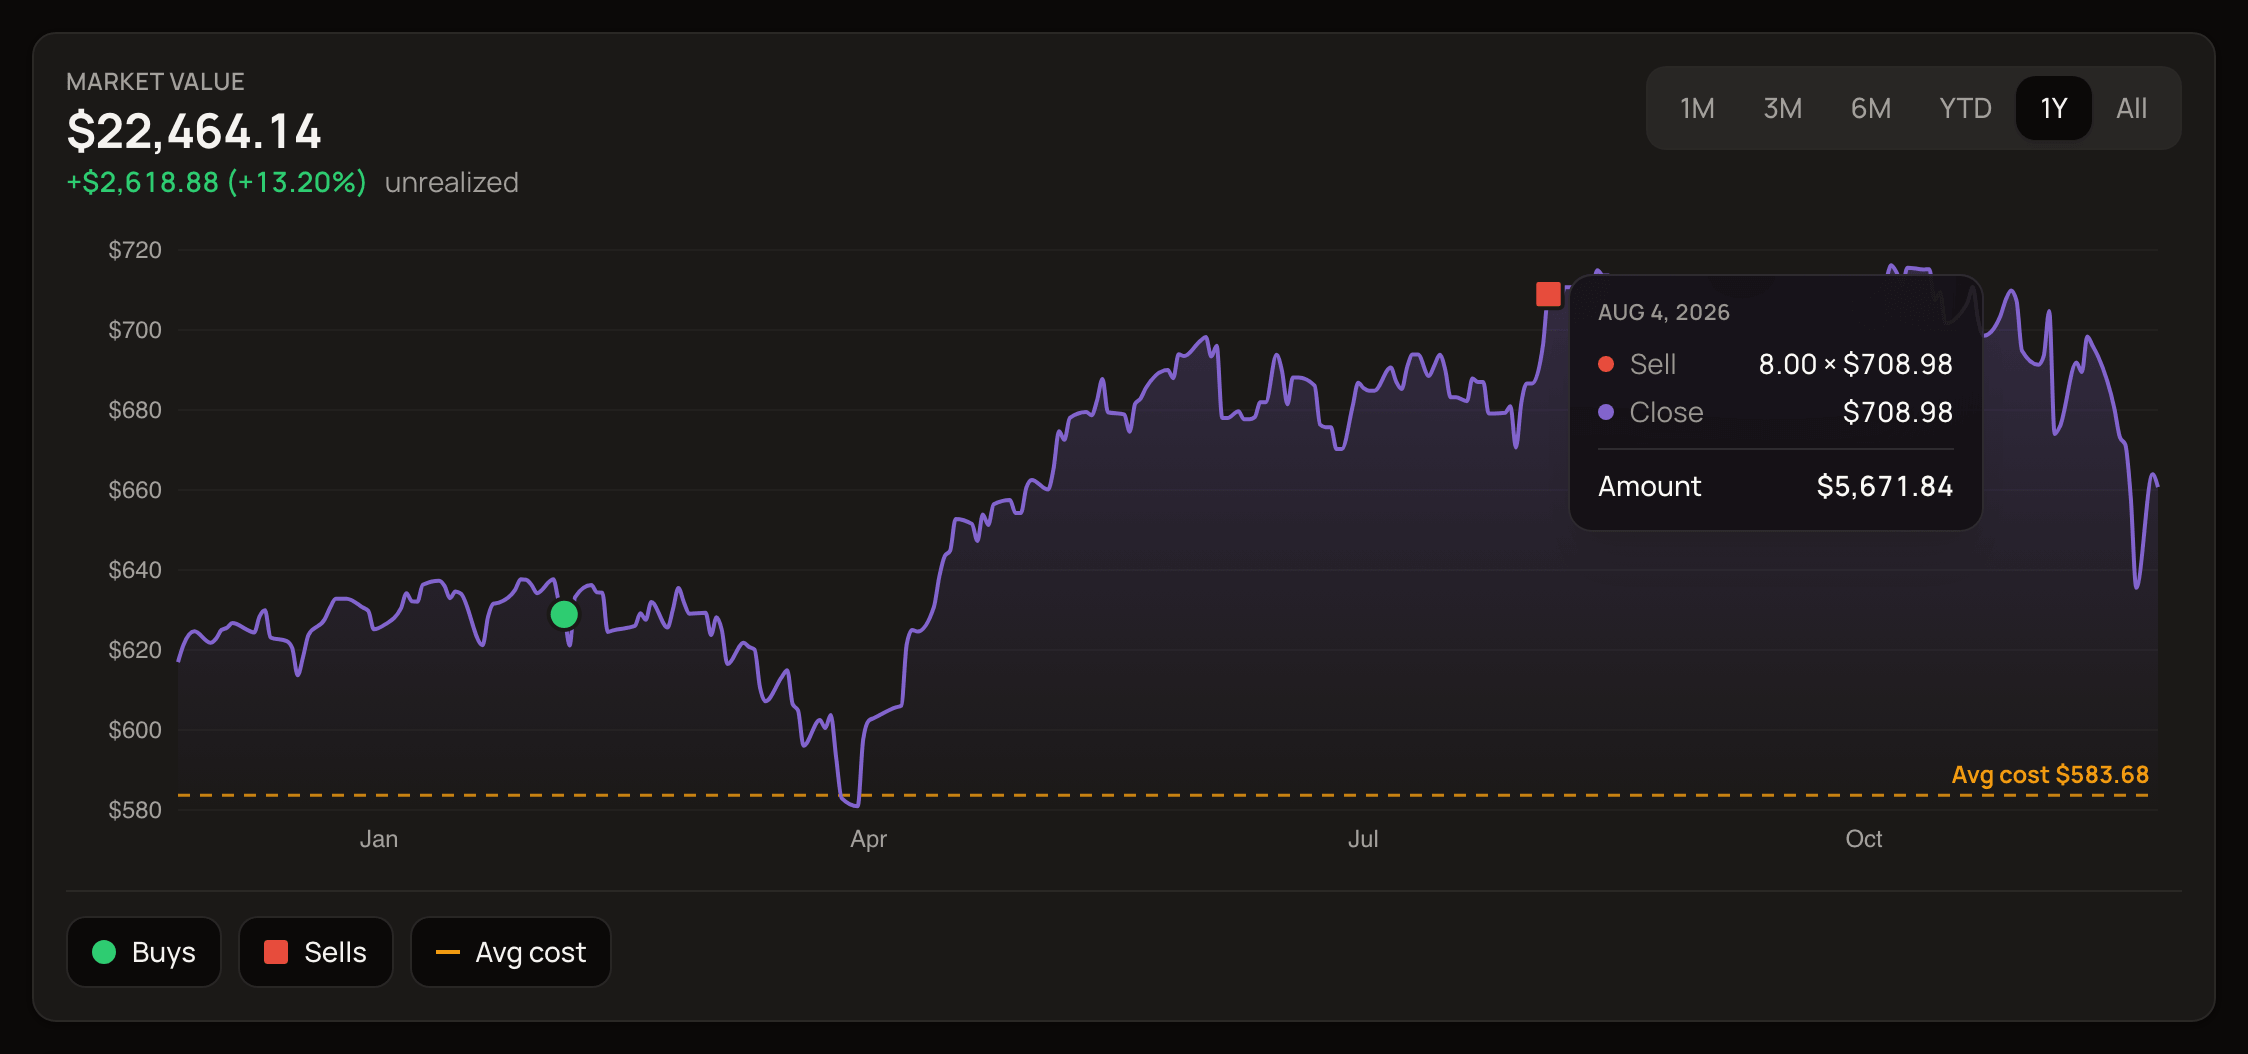 MARKET VALUE
$22,464.14
+$2,618.88 (+13.20%) unrealized
1M 3M 6M YTD 1Y All
$720
$700
$680
$660
$640
$620
$600
$580
AUG 4, 2026
Sell 8.00 × $708.98
Close $708.98
Amount $5,671.84
Avg cost $583.68
Jan Apr Jul Oct
Buys Sells Avg cost